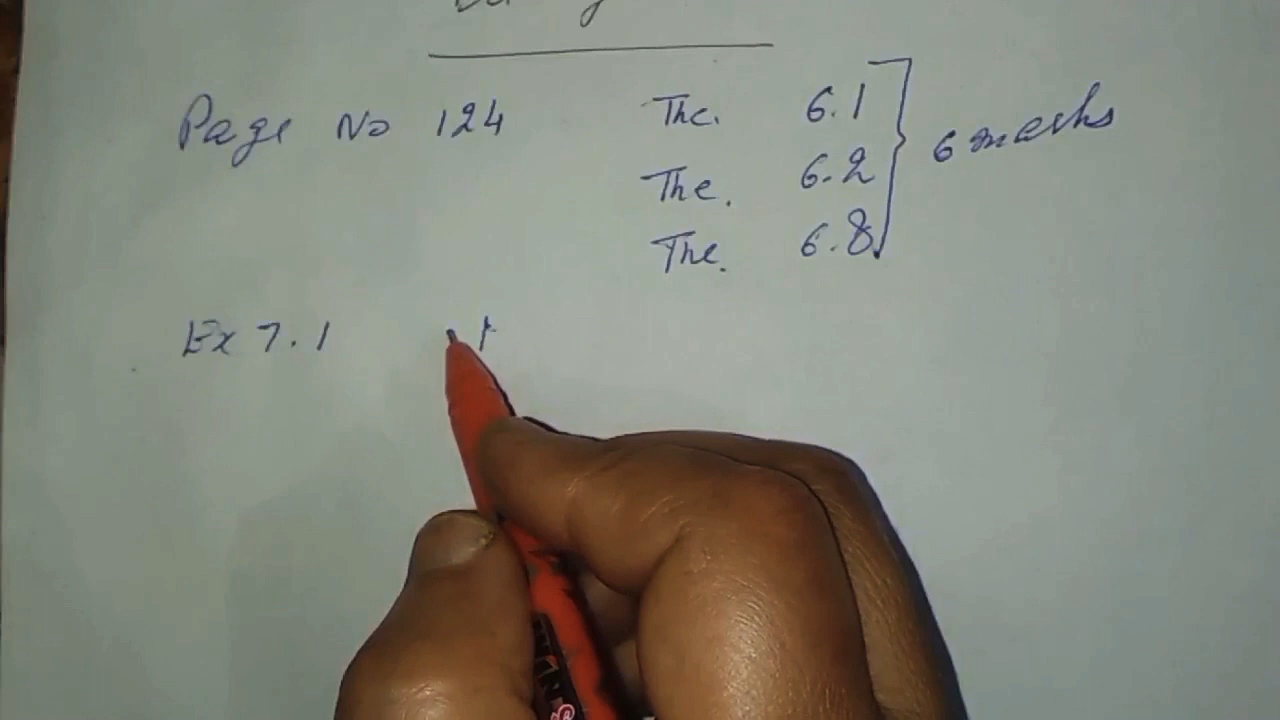 Page No 124 The. 6.1
The. 6.2
The. 6.8
6 marks
Ex 7.1